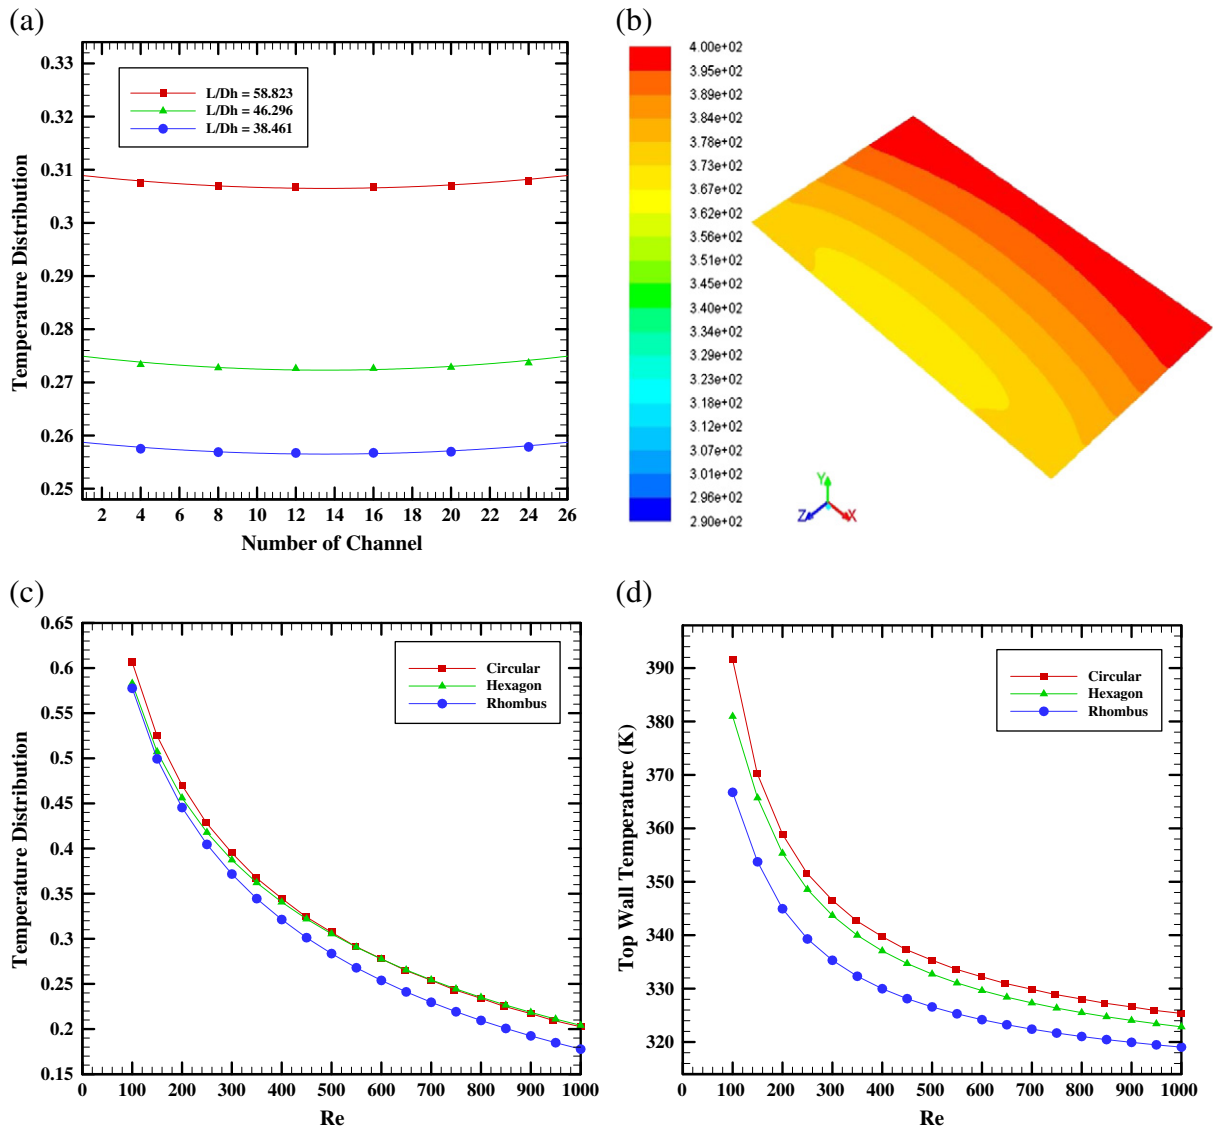 (a)
0.33
0.32
0.31
0.3
0.29
0.28
0.27
0.26
0.25
Temperature Distribution
L/Dh = 58.823
L/Dh = 46.296
L/Dh = 38.461
2 4 6 8 10 12 14 16 18 20 22 24 26
Number of Channel
(b)
4.00e+02
3.95e+02
3.89e+02
3.84e+02
3.78e+02
3.73e+02
3.67e+02
3.62e+02
3.56e+02
3.51e+02
3.45e+02
3.40e+02
3.34e+02
3.29e+02
3.23e+02
3.18e+02
3.12e+02
3.07e+02
3.01e+02
2.96e+02
2.90e+02
Y
Z
X
(c)
0.65
0.6
0.55
0.5
0.45
0.4
0.35
0.3
0.25
0.2
0.15
Temperature Distribution
Circular
Hexagon
Rhombus
0 100 200 300 400 500 600 700 800 900 1000
Re
(d)
390
380
370
360
350
340
330
320
Top Wall Temperature (K)
Circular
Hexagon
Rhombus
0 100 200 300 400 500 600 700 800 900 1000
Re